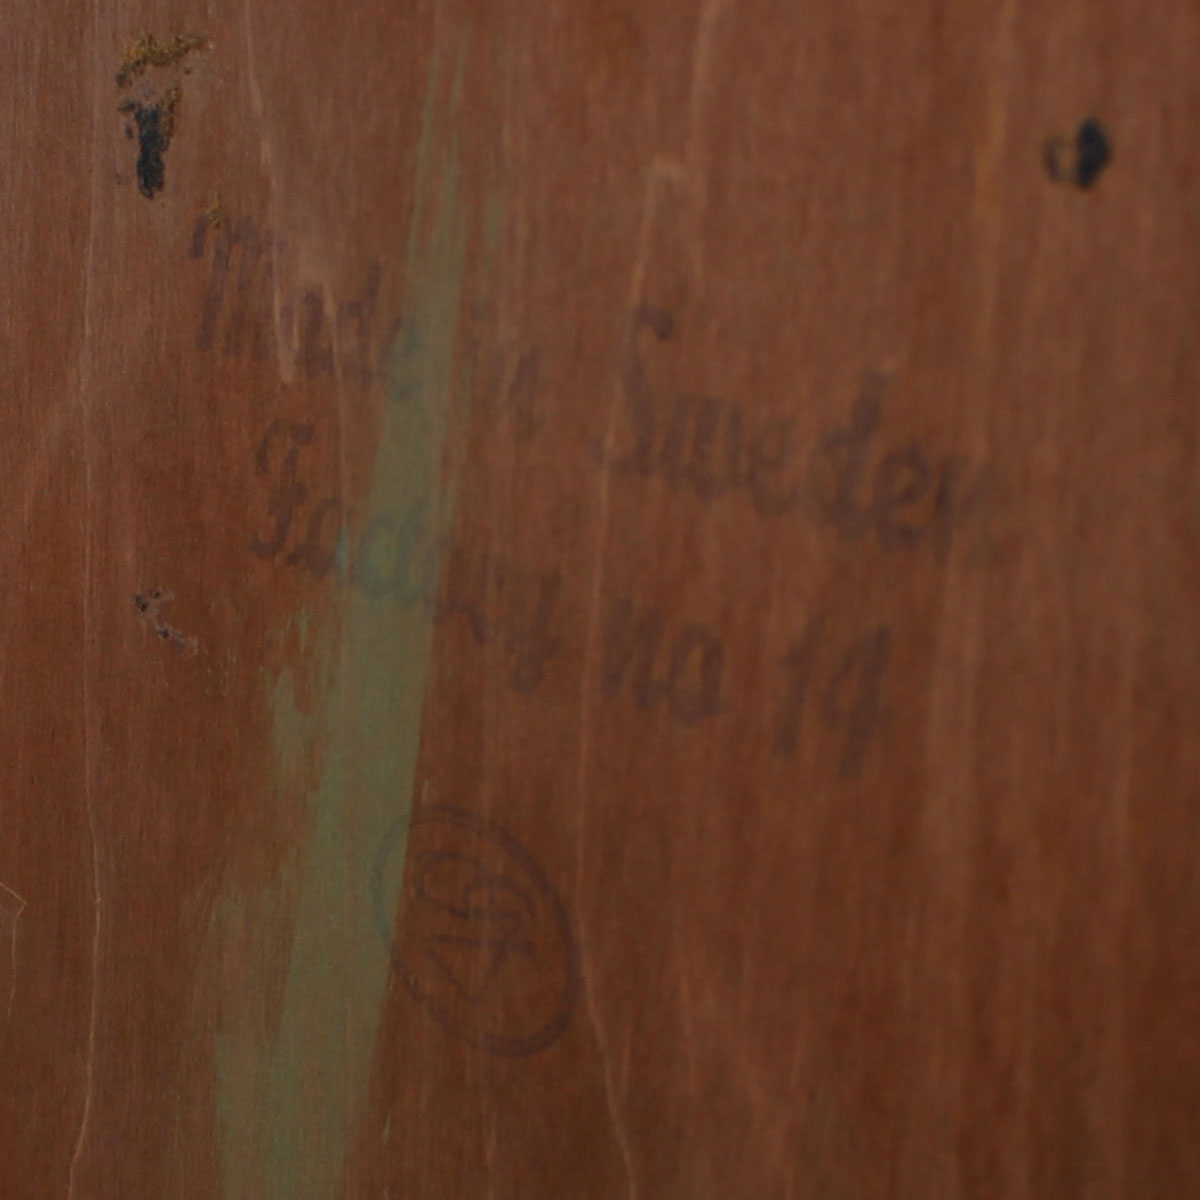 Made in Sweden
Factory No 14